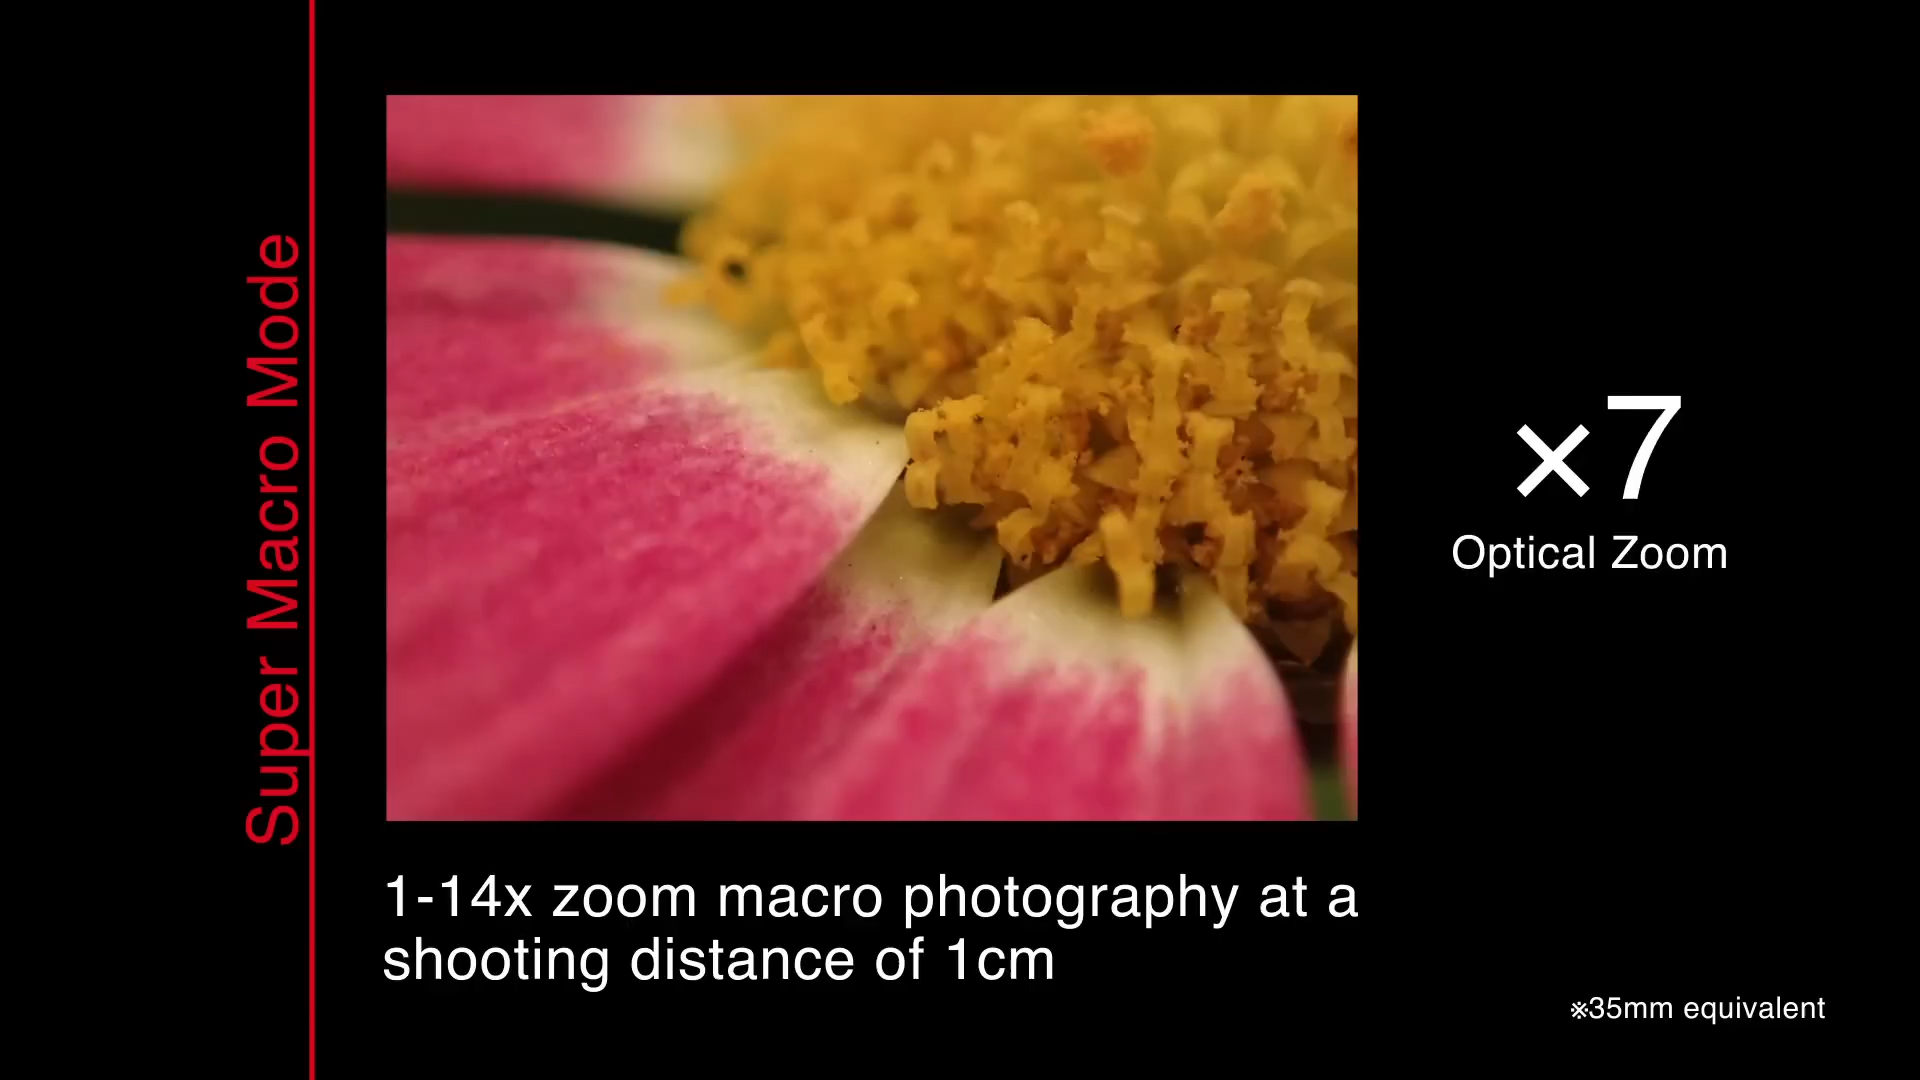 Super Macro Mode
×7
Optical Zoom
1-14x zoom macro photography at a
shooting distance of 1cm
※35mm equivalent